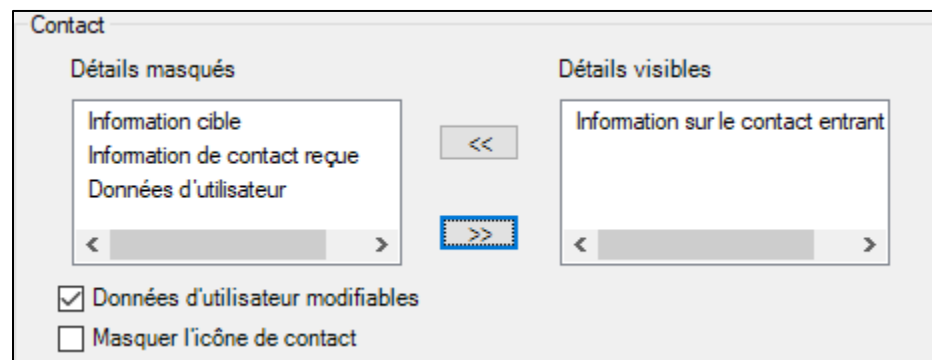 Contact
Détails masqués
Détails visibles
Information cible
Information de contact reçue
Données d'utilisateur
Information sur le contact entrant
<<
>>
Données d'utilisateur modifiables
Masquer l'icône de contact